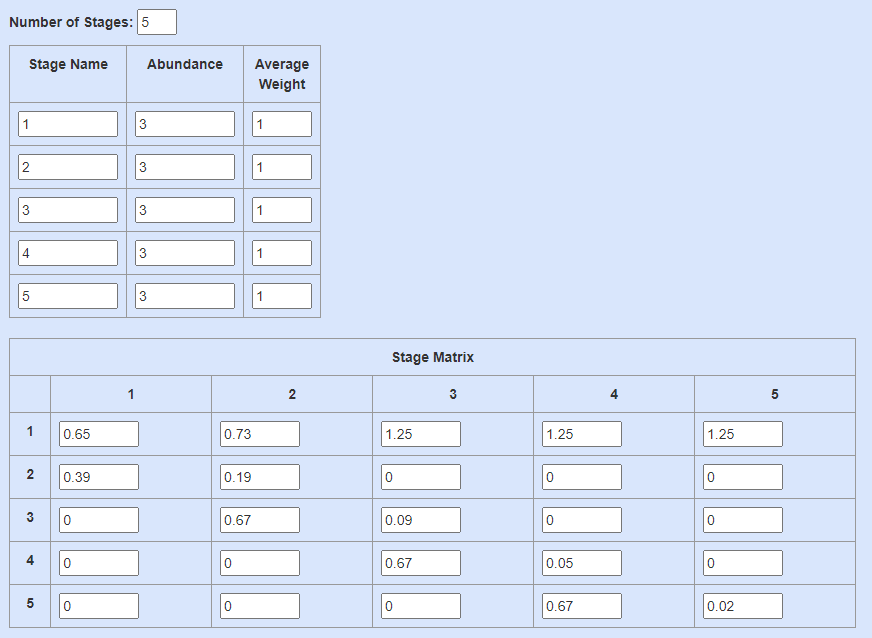 Number of Stages: 5
Stage Name Abundance Average Weight
1 3 1
2 3 1
3 3 1
4 3 1
5 3 1
Stage Matrix
1 2 3 4 5
1 0.65 0.73 1.25 1.25 1.25
2 0.39 0.19 0 0 0
3 0 0.67 0.09 0 0
4 0 0 0.67 0.05 0
5 0 0 0 0.67 0.02